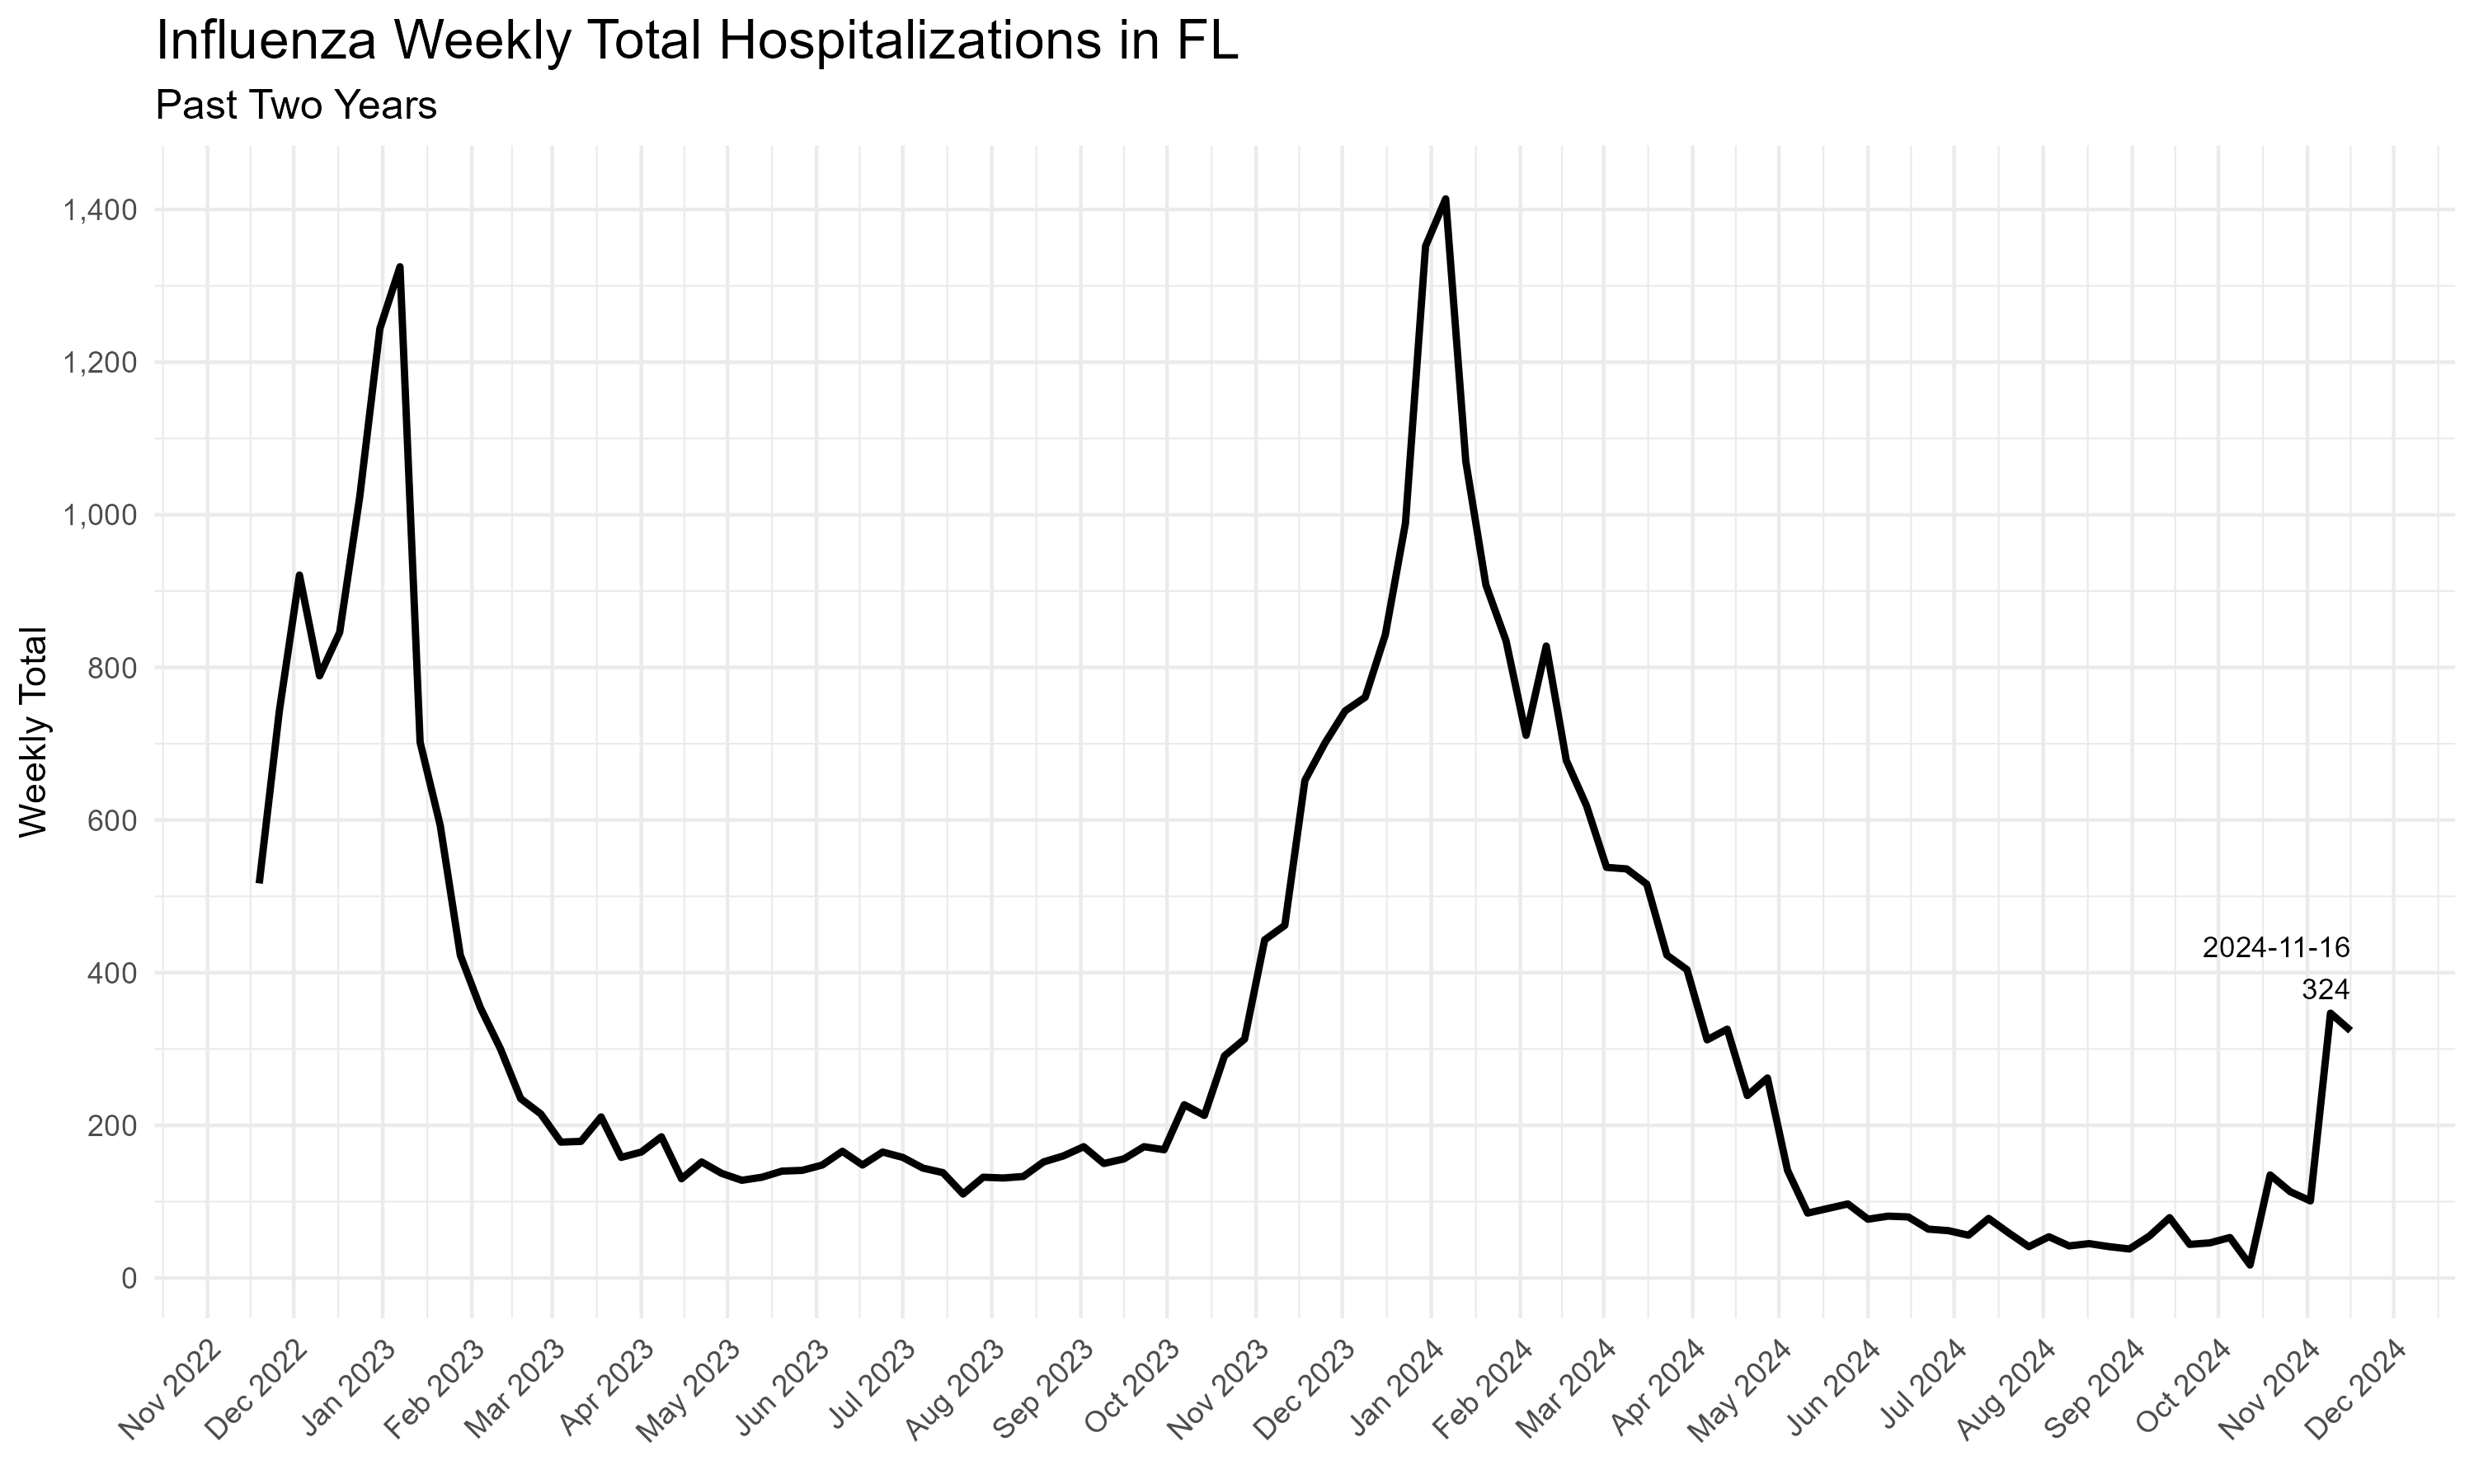 Influenza Weekly Total Hospitalizations in FL
Past Two Years
Weekly Total
1,400
1,200
1,000
800
600
400
200
0
2024-11-16
324
Nov 2022
Dec 2022
Jan 2023
Feb 2023
Mar 2023
Apr 2023
May 2023
Jun 2023
Jul 2023
Aug 2023
Sep 2023
Oct 2023
Nov 2023
Dec 2023
Jan 2024
Feb 2024
Mar 2024
Apr 2024
May 2024
Jun 2024
Jul 2024
Aug 2024
Sep 2024
Oct 2024
Nov 2024
Dec 2024